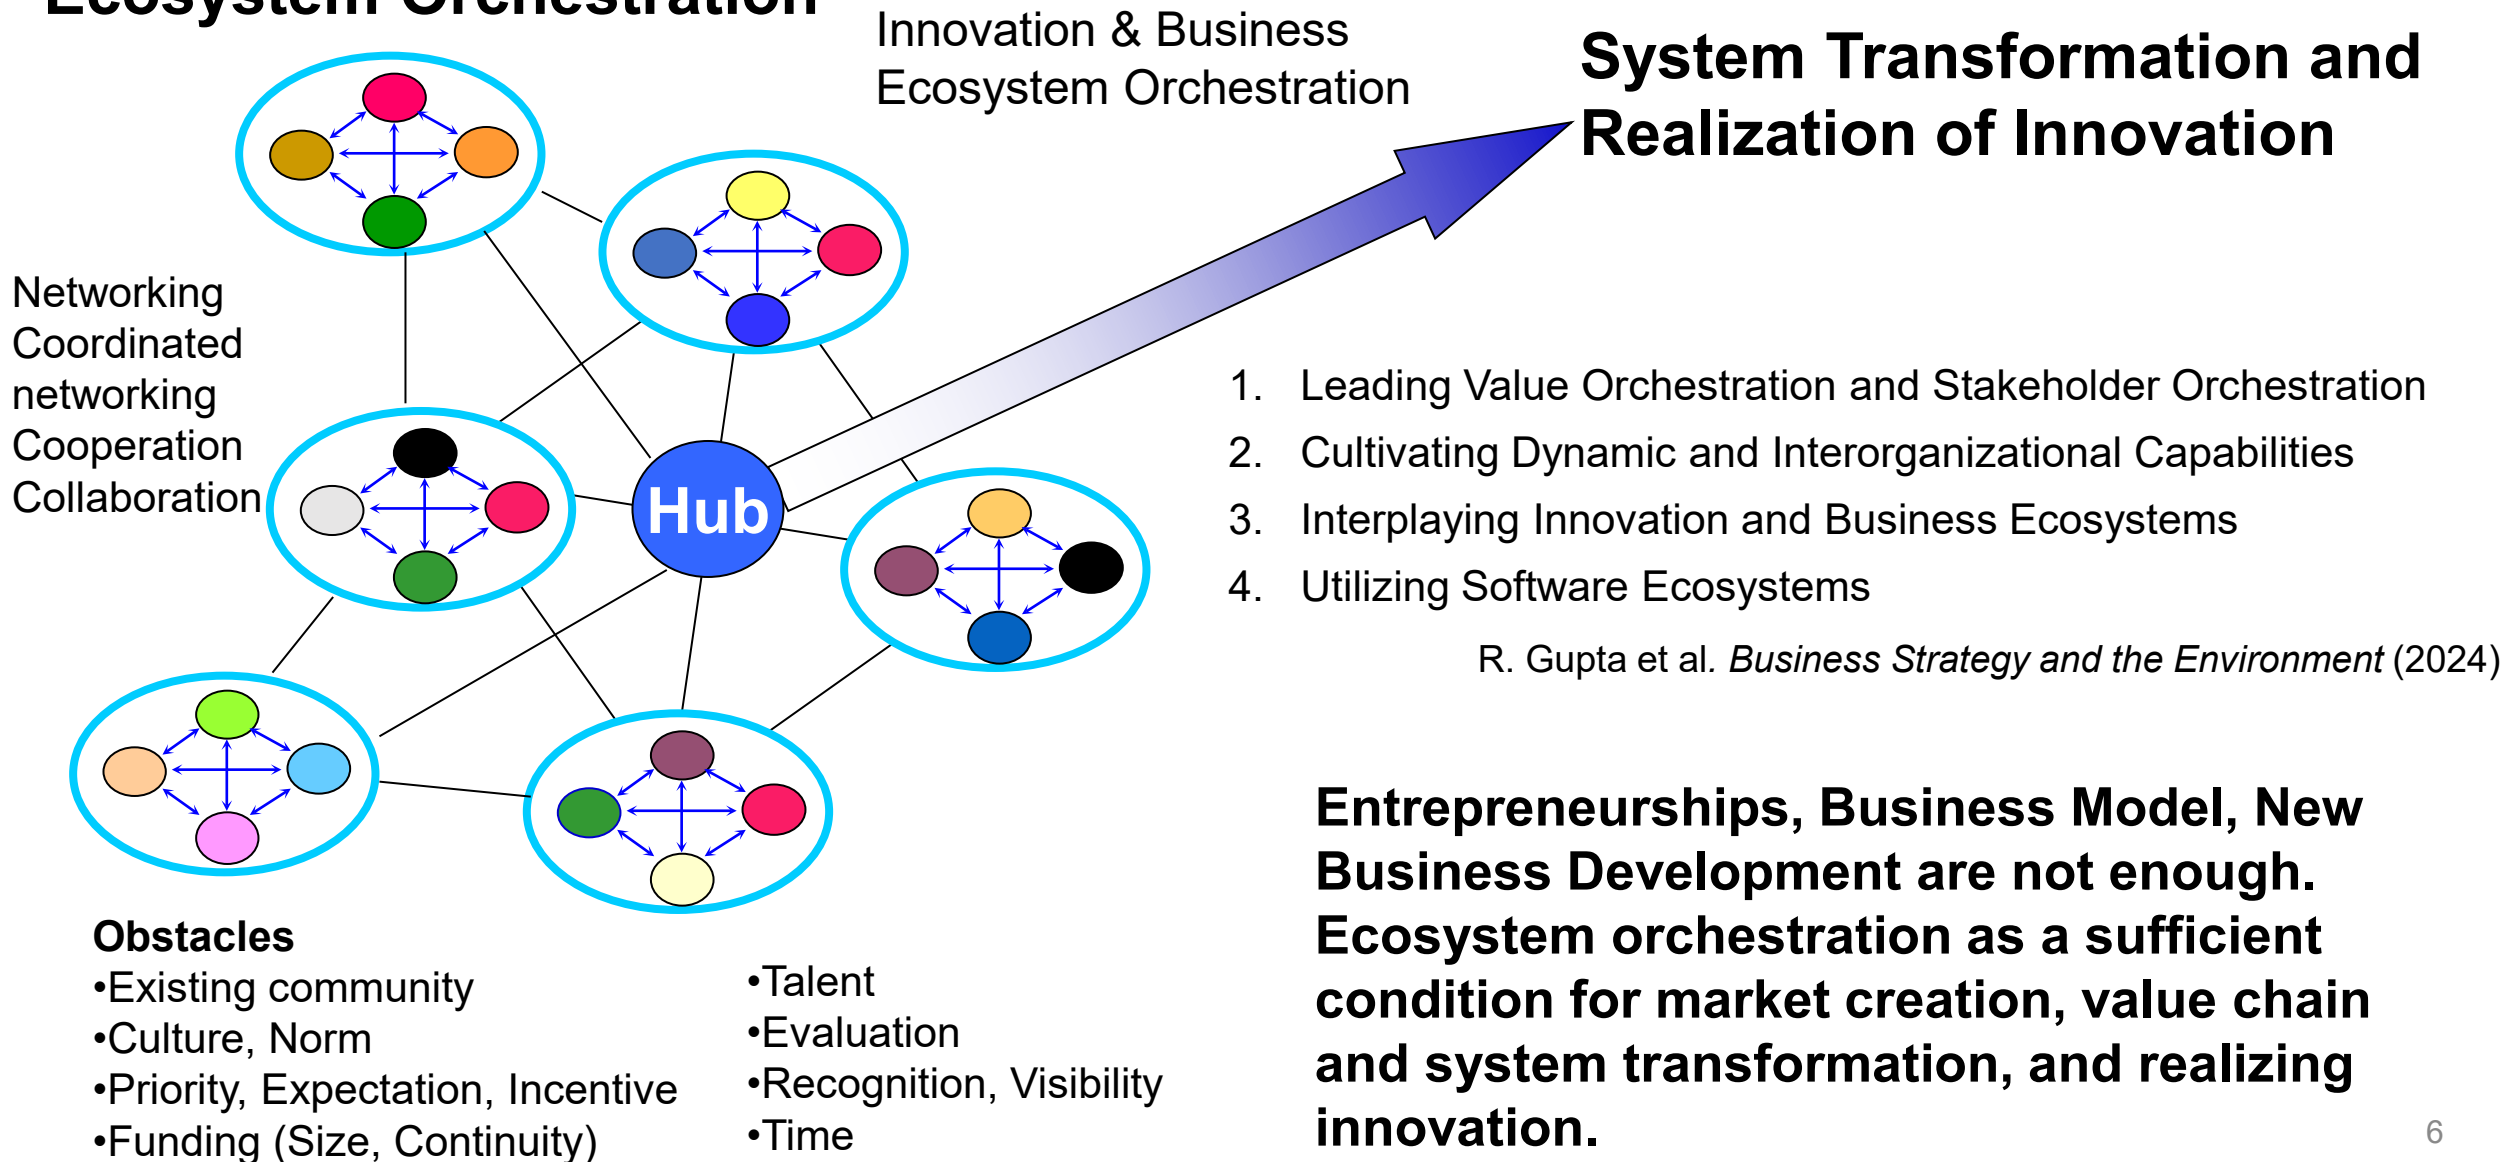 Ecosystem Orchestration
Innovation & Business
Ecosystem Orchestration
System Transformation and
Realization of Innovation
Networking
Coordinated
networking
Cooperation
Collaboration
Hub
1. Leading Value Orchestration and Stakeholder Orchestration
2. Cultivating Dynamic and Interorganizational Capabilities
3. Interplaying Innovation and Business Ecosystems
4. Utilizing Software Ecosystems
R. Gupta et al. Business Strategy and the Environment (2024)
Obstacles
•Existing community
•Culture, Norm
•Priority, Expectation, Incentive
•Funding (Size, Continuity)
•Talent
•Evaluation
•Recognition, Visibility
•Time
Entrepreneurships, Business Model, New
Business Development are not enough.
Ecosystem orchestration as a sufficient
condition for market creation, value chain
and system transformation, and realizing
innovation.
6